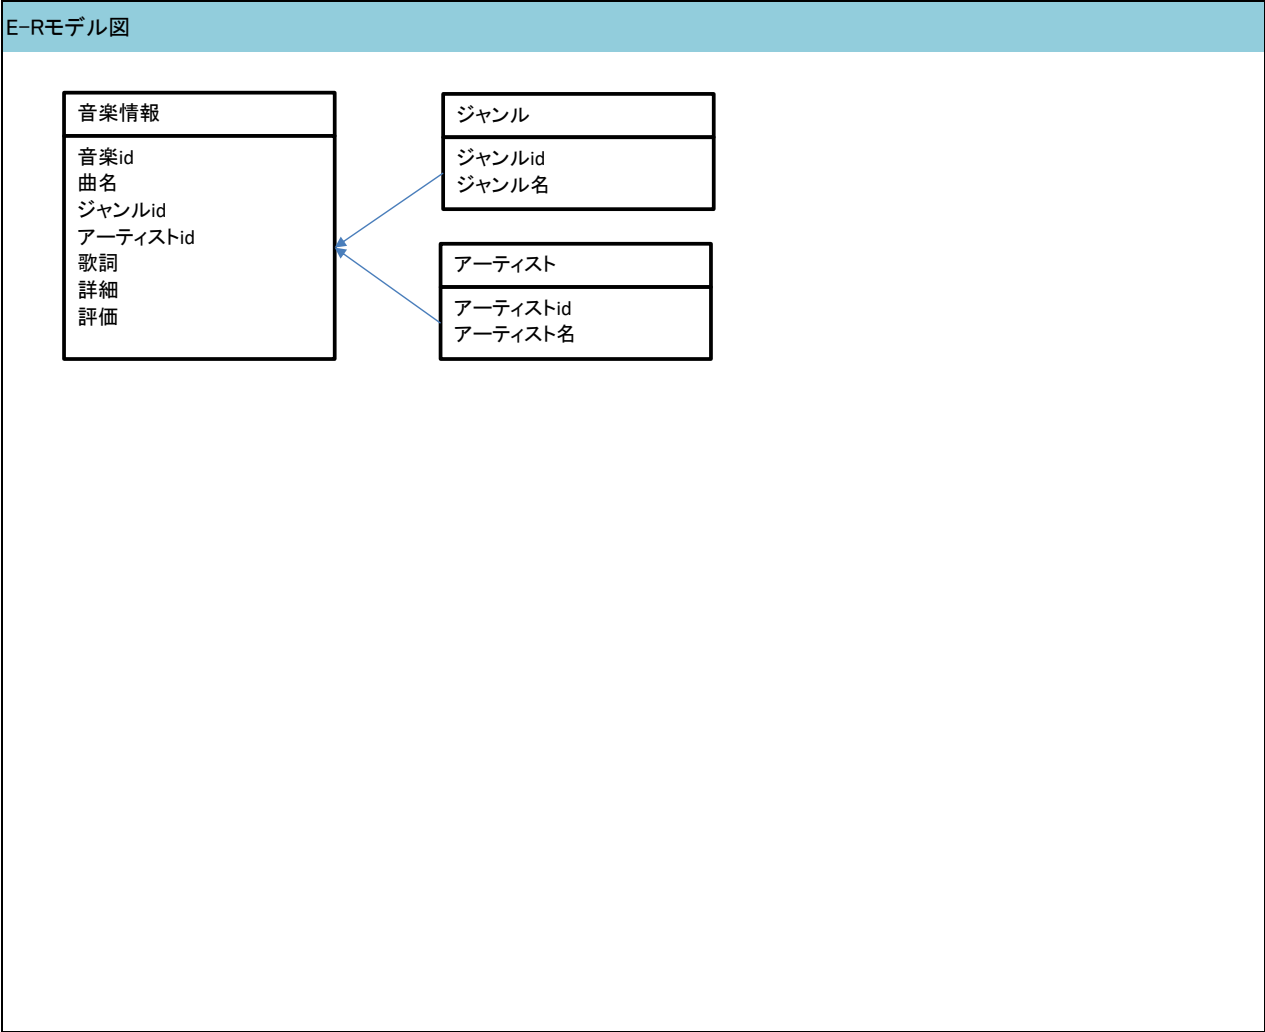 E-Rモデル図
音楽情報
音楽id
曲名
ジャンルid
アーティストid
歌詞
詳細
評価
ジャンル
ジャンルid
ジャンル名
アーティスト
アーティストid
アーティスト名